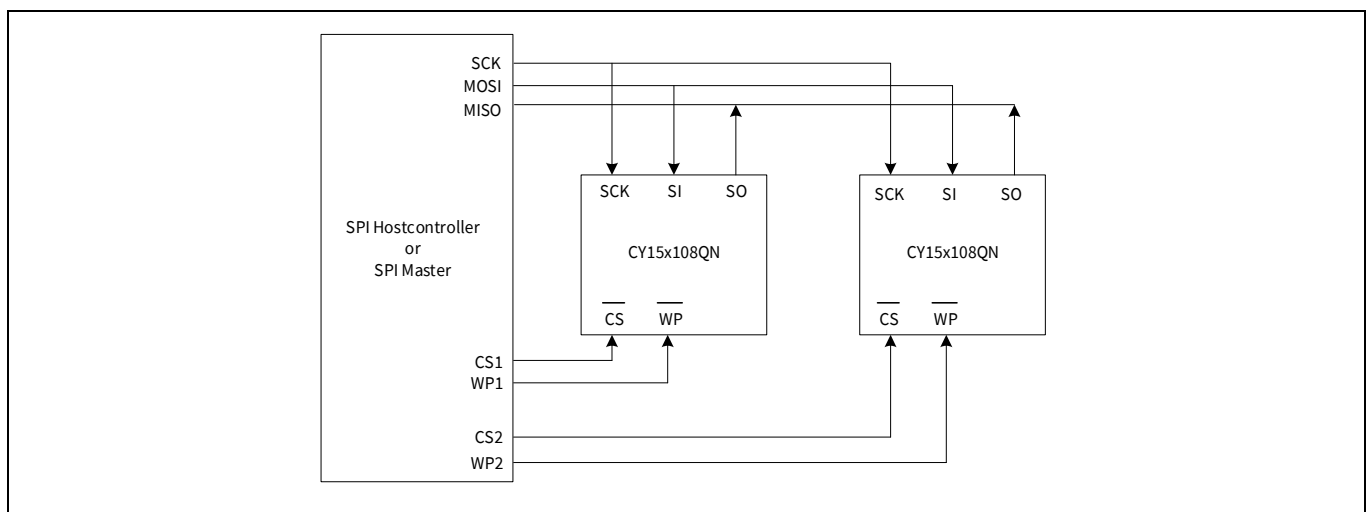 SCK
MOSI
MISO
SPI Hostcontroller
or
SPI Master
CS1
WP1
CS2
WP2
SCK SI SO
CY15x108QN
CS WP
SCK SI SO
CY15x108QN
CS WP